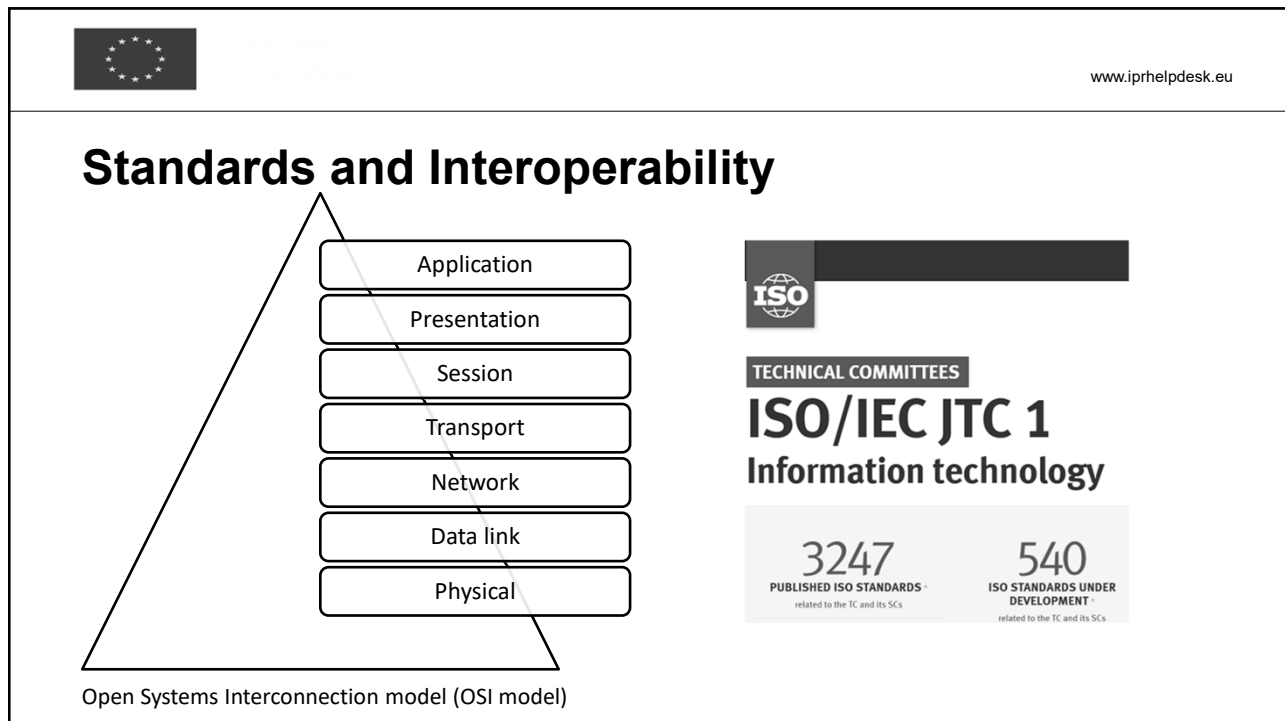 www.iprhelpdesk.eu
Standards and Interoperability
Application
Presentation
Session
Transport
Network
Data link
Physical
Open Systems Interconnection model (OSI model)
ISO
TECHNICAL COMMITTEES
ISO/IEC JTC 1
Information technology
3247
PUBLISHED ISO STANDARDS *
related to the TC and its SCs
540
ISO STANDARDS UNDER
DEVELOPMENT *
related to the TC and its SCs